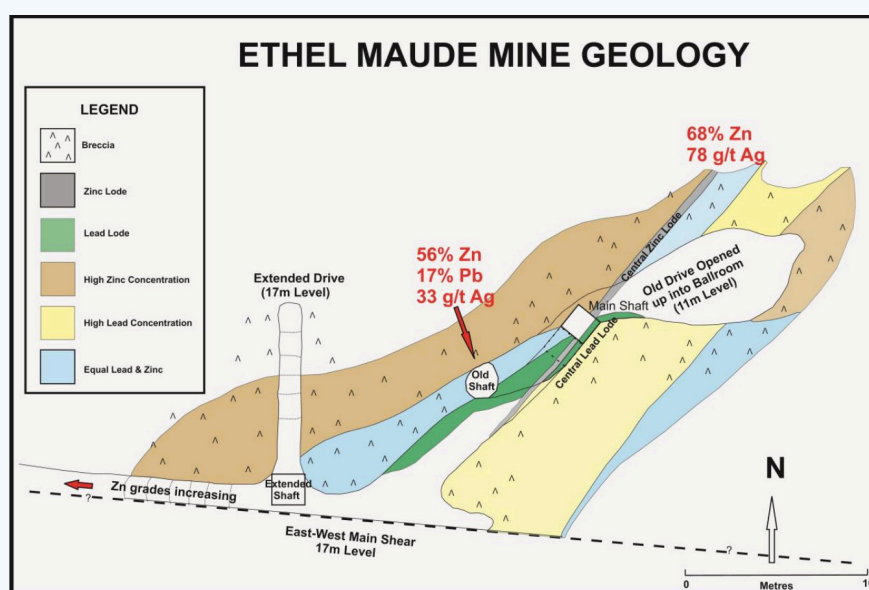 ETHEL MAUDE MINE GEOLOGY
LEGEND
Breccia
Zinc Lode
Lead Lode
High Zinc Concentration
High Lead Concentration
Equal Lead & Zinc
68% Zn
78 g/t Ag
56% Zn
17% Pb
33 g/t Ag
Extended Drive
(17m Level)
Central Zinc Lode
Old Drive Opened
up into Ballroom
(11m Level)
Main Shaft
Central Lead Lode
Old
Shaft
Extended
Shaft
Zn grades increasing
?
East-West Main Shear
17m Level
?
N
0
Metres